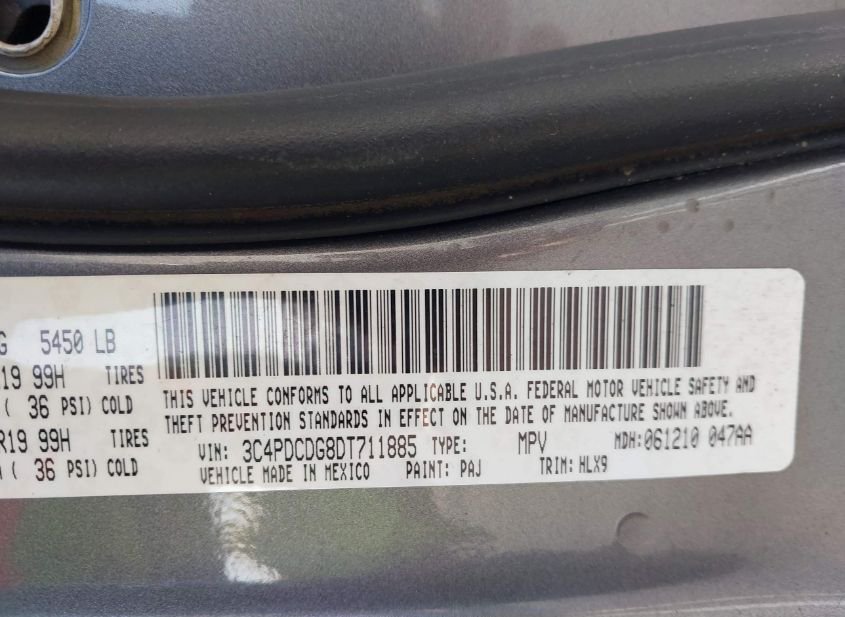 G 5450 LB
R19 99H TIRES
( 36 PSI) COLD
R19 99H TIRES
( 36 PSI) COLD
THIS VEHICLE CONFORMS TO ALL APPLICABLE U.S.A. FEDERAL MOTOR VEHICLE SAFETY AND
THEFT PREVENTION STANDARDS IN EFFECT ON THE DATE OF MANUFACTURE SHOWN ABOVE.
VIN: 3C4PDCDG8DT711885 TYPE: MPV MDH:061210 047AA
VEHICLE MADE IN MEXICO PAINT: PAJ TRIM: HLX9